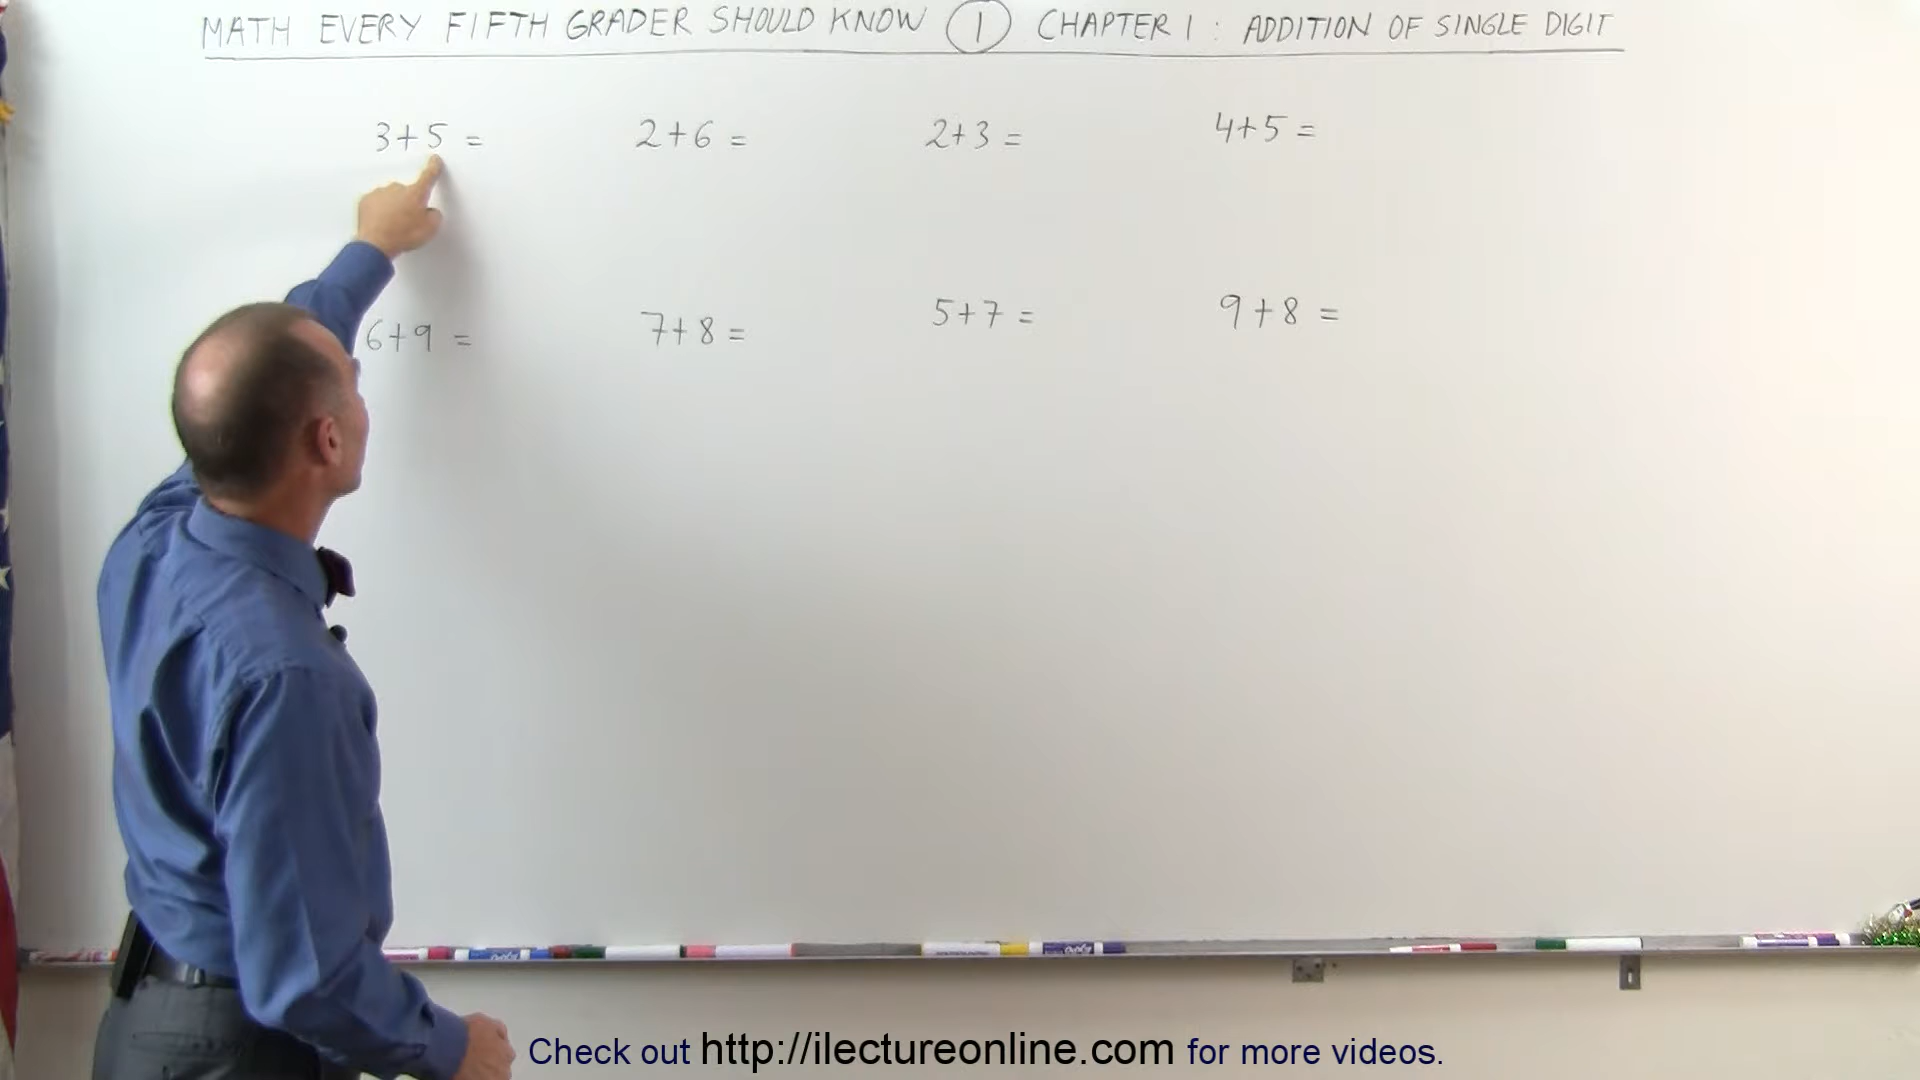 MATH EVERY FIFTH GRADER SHOULD KNOW 1 CHAPTER 1 : ADDITION OF SINGLE DIGIT
3+5 = 2+6 = 2+3 = 4+5 =
6+9 = 7+8 = 5+7 = 9+8 =
Check out http://ilectureonline.com for more videos.